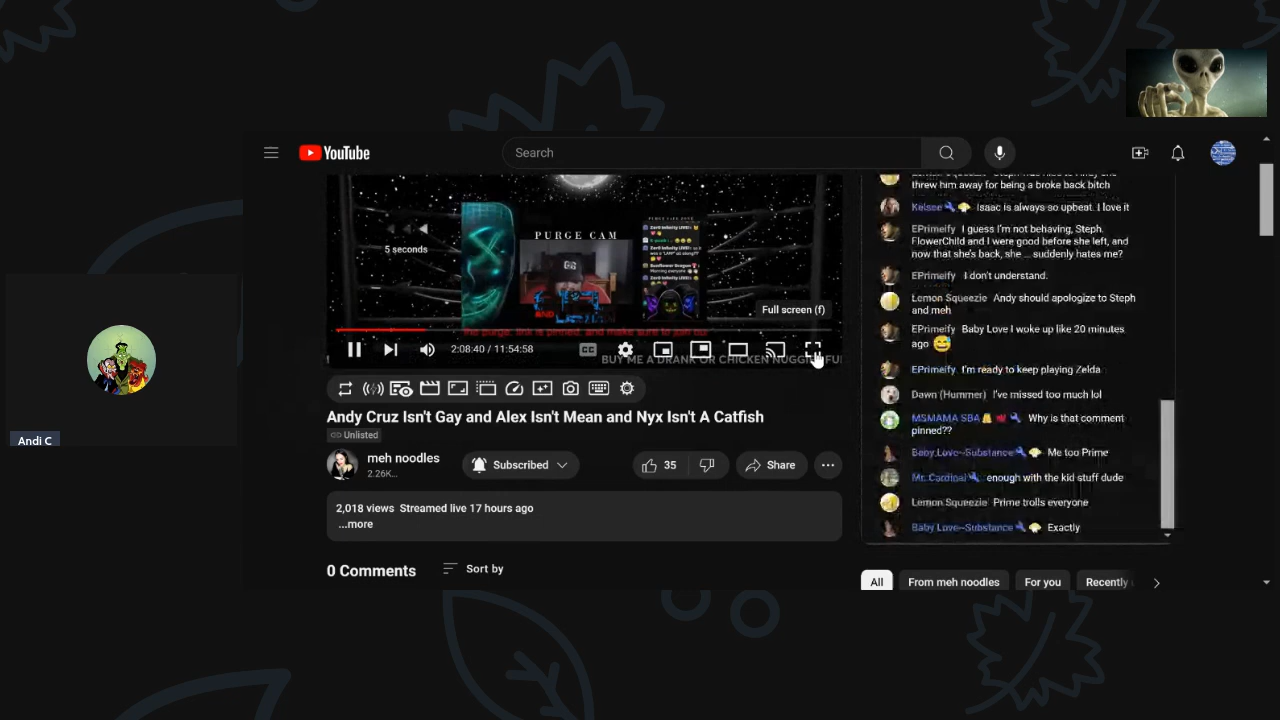 YouTube
Search
5 seconds
PURGE CAM
AND
Full screen (f)
2:08:40 / 11:54:58
CC
BUY ME A DRANK OR CHICKEN NUGGIE
Andy Cruz Isn't Gay and Alex Isn't Mean and Nyx Isn't A Catfish
Unlisted
meh noodles
2.26K...
Subscribed
35
Share
2,018 views Streamed live 17 hours ago
...more
0 Comments
Sort by
threw him away for being a broke back bitch
Kelsee Isaac is always so upbeat. I love it
EPrimeify I guess I'm not behaving, Steph.
FlowerChild and I were good before she left, and
now that she's back, she ... suddenly hates me?
EPrimeify I don't understand.
Lemon Squeezie Andy should apologize to Steph
and meh
EPrimeify Baby Love I woke up like 20 minutes
ago
EPrimeify I'm ready to keep playing Zelda
Dawn (Hummer) I've missed too much lol
MSMAMA SBA Why is that comment
pinned??
Baby Love~Substance Me too Prime
Mr. Cardinal enough with the kid stuff dude
Lemon Squeezie Prime trolls everyone
Baby Love~Substance Exactly
All
From meh noodles
For you
Recently
Andi C